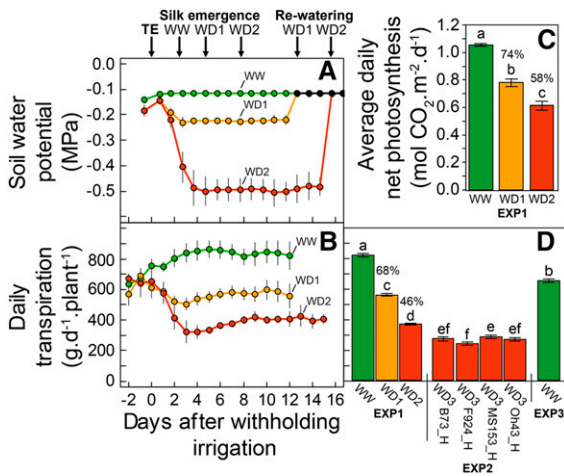 Silk emergence Re-watering
TE WW WD1 WD2 WD1 WD2
A
Soil water
potential
(MPa)
0.0
-0.1
-0.2
-0.3
-0.4
-0.5
WW
WD1
WD2
B
Daily
transpiration
(g.d-1.plant-1)
800
600
400
200
0
WW
WD1
WD2
-2 0 2 4 6 8 10 12 14 16
Days after withholding
irrigation
C
Average daily
net photosynthesis
(mol CO2.m-2.d-1)
1.2
1.0
0.8
0.6
0.4
0.2
0.0
a
74%
b
58%
c
WW WD1 WD2
EXP1
D
a
68%
c
46%
d
ef f e ef
b
WW WD1 WD2 WD3 WD3 WD3 WD3 WW
EXP1
B73_H F924_H MS153_H Oh43_H
EXP3
EXP2